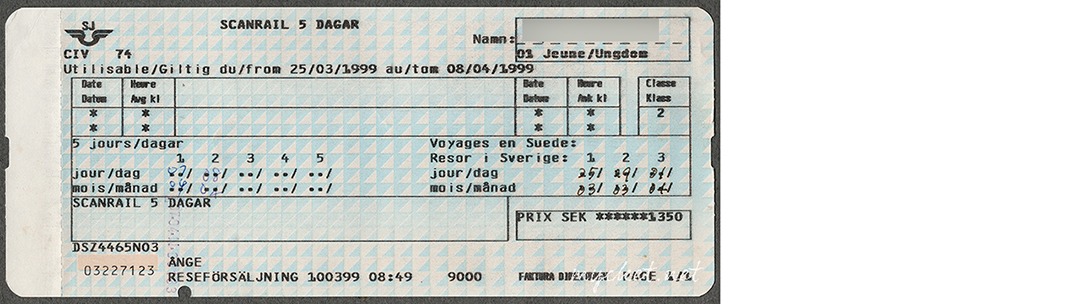 SJ
SCANRAIL 5 DAGAR
Namn:
CIV 74
01 Jeune/Ungdom
Utilisable/Giltig du/from 25/03/1999 au/tom 08/04/1999
Date Heure Date Heure Classe
Datum Avg kl Datum Ank kl Klass
* * * * 2
* * * *
5 jours/dagar Voyages en Suede:
1 2 3 4 5 Resor i Sverige: 1 2 3
jour/dag ../ ../ ../ ../ ../ jour/dag 25/ 29/
mois/månad ../ ../ ../ ../ ../ mois/månad 03/ 03/ 04/
SCANRAIL 5 DAGAR
PRIX SEK ******1350
DSZ4465N03
03227123
ÅNGE
RESEFÖRSÄLJNING 100399 08:49 9000 FAKTURA PAGE 1/1